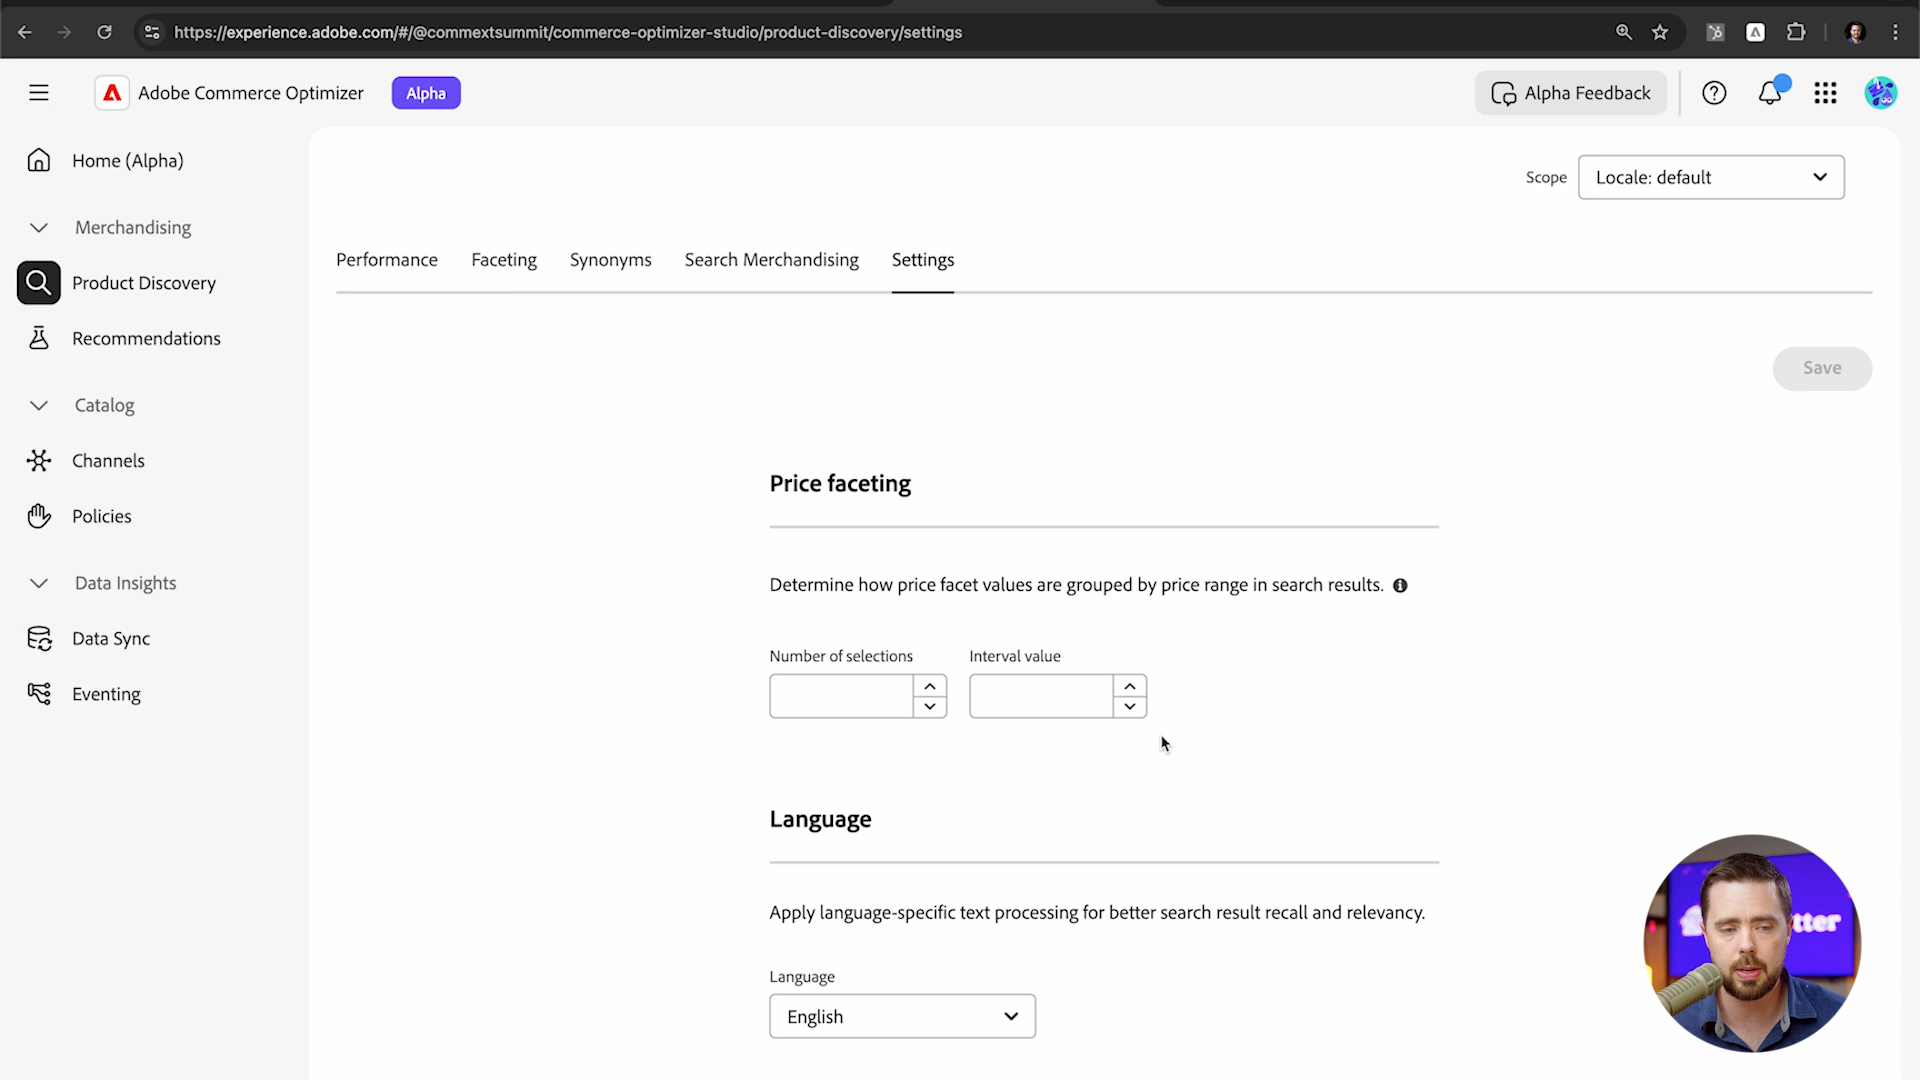 https://experience.adobe.com/#/@commextsummit/commerce-optimizer-studio/product-discovery/settings
Adobe Commerce Optimizer
Alpha
Alpha Feedback
Home (Alpha)
Merchandising
Product Discovery
Recommendations
Catalog
Channels
Policies
Data Insights
Data Sync
Eventing
Scope
Locale: default
Performance
Faceting
Synonyms
Search Merchandising
Settings
Save
Price faceting
Determine how price facet values are grouped by price range in search results.
Number of selections
Interval value
Language
Apply language-specific text processing for better search result recall and relevancy.
Language
English